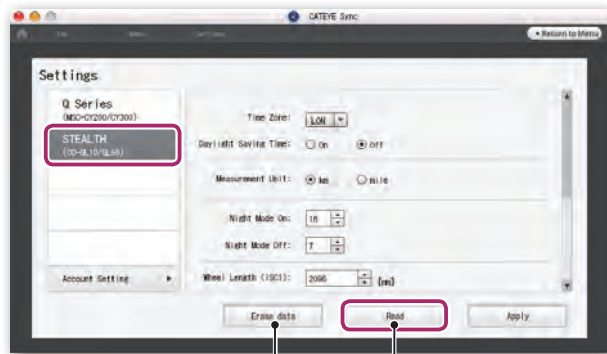 CATEYE Sync
Return to Menu
Settings
Q Series
(MSC-CY200/CY300)
STEALTH
(CO-GL10/GL50)
Account Setting
Time Zone: LON
Daylight Saving Time: On Off
Measurement Unit: km mile
Night Mode On: 18
Night Mode Off: 7
Wheel Length (ISC1): 2096 [mm]
Erase data Read Apply